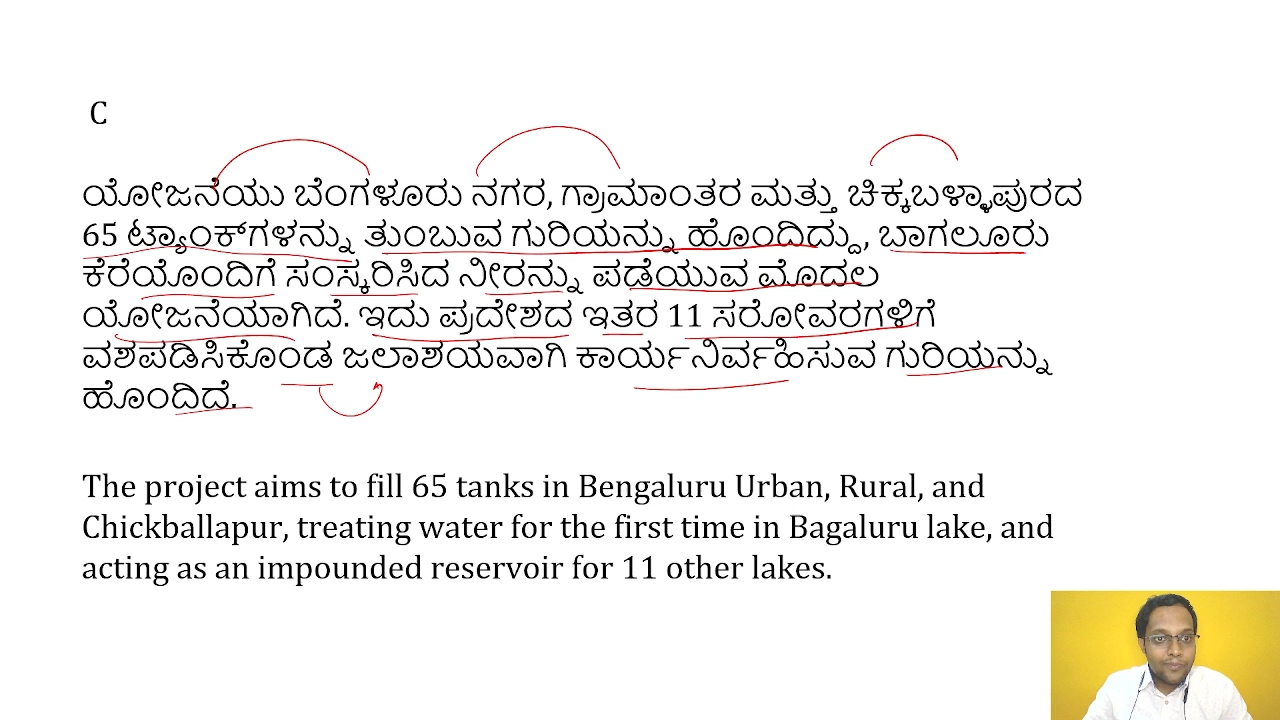 C
ಯೋಜನೆಯು ಬೆಂಗಳೂರು ನಗರ, ಗ್ರಾಮಾಂತರ ಮತ್ತು ಚಿಕ್ಕಬಳ್ಳಾಪುರದ
65 ಟ್ಯಾಂಕ್‌ಗಳನ್ನು ತುಂಬುವ ಗುರಿಯನ್ನು ಹೊಂದಿದ್ದು, ಬಾಗಲೂರು
ಕೆರೆಯೊಂದಿಗೆ ಸಂಸ್ಕರಿಸಿದ ನೀರನ್ನು ಪಡೆಯುವ ಮೊದಲ
ಯೋಜನೆಯಾಗಿದೆ. ಇದು ಪ್ರದೇಶದ ಇತರ 11 ಸರೋವರಗಳಿಗೆ
ವಶಪಡಿಸಿಕೊಂಡ ಜಲಾಶಯವಾಗಿ ಕಾರ್ಯನಿರ್ವಹಿಸುವ ಗುರಿಯನ್ನು
ಹೊಂದಿದೆ.
The project aims to fill 65 tanks in Bengaluru Urban, Rural, and
Chickballapur, treating water for the first time in Bagaluru lake, and
acting as an impounded reservoir for 11 other lakes.